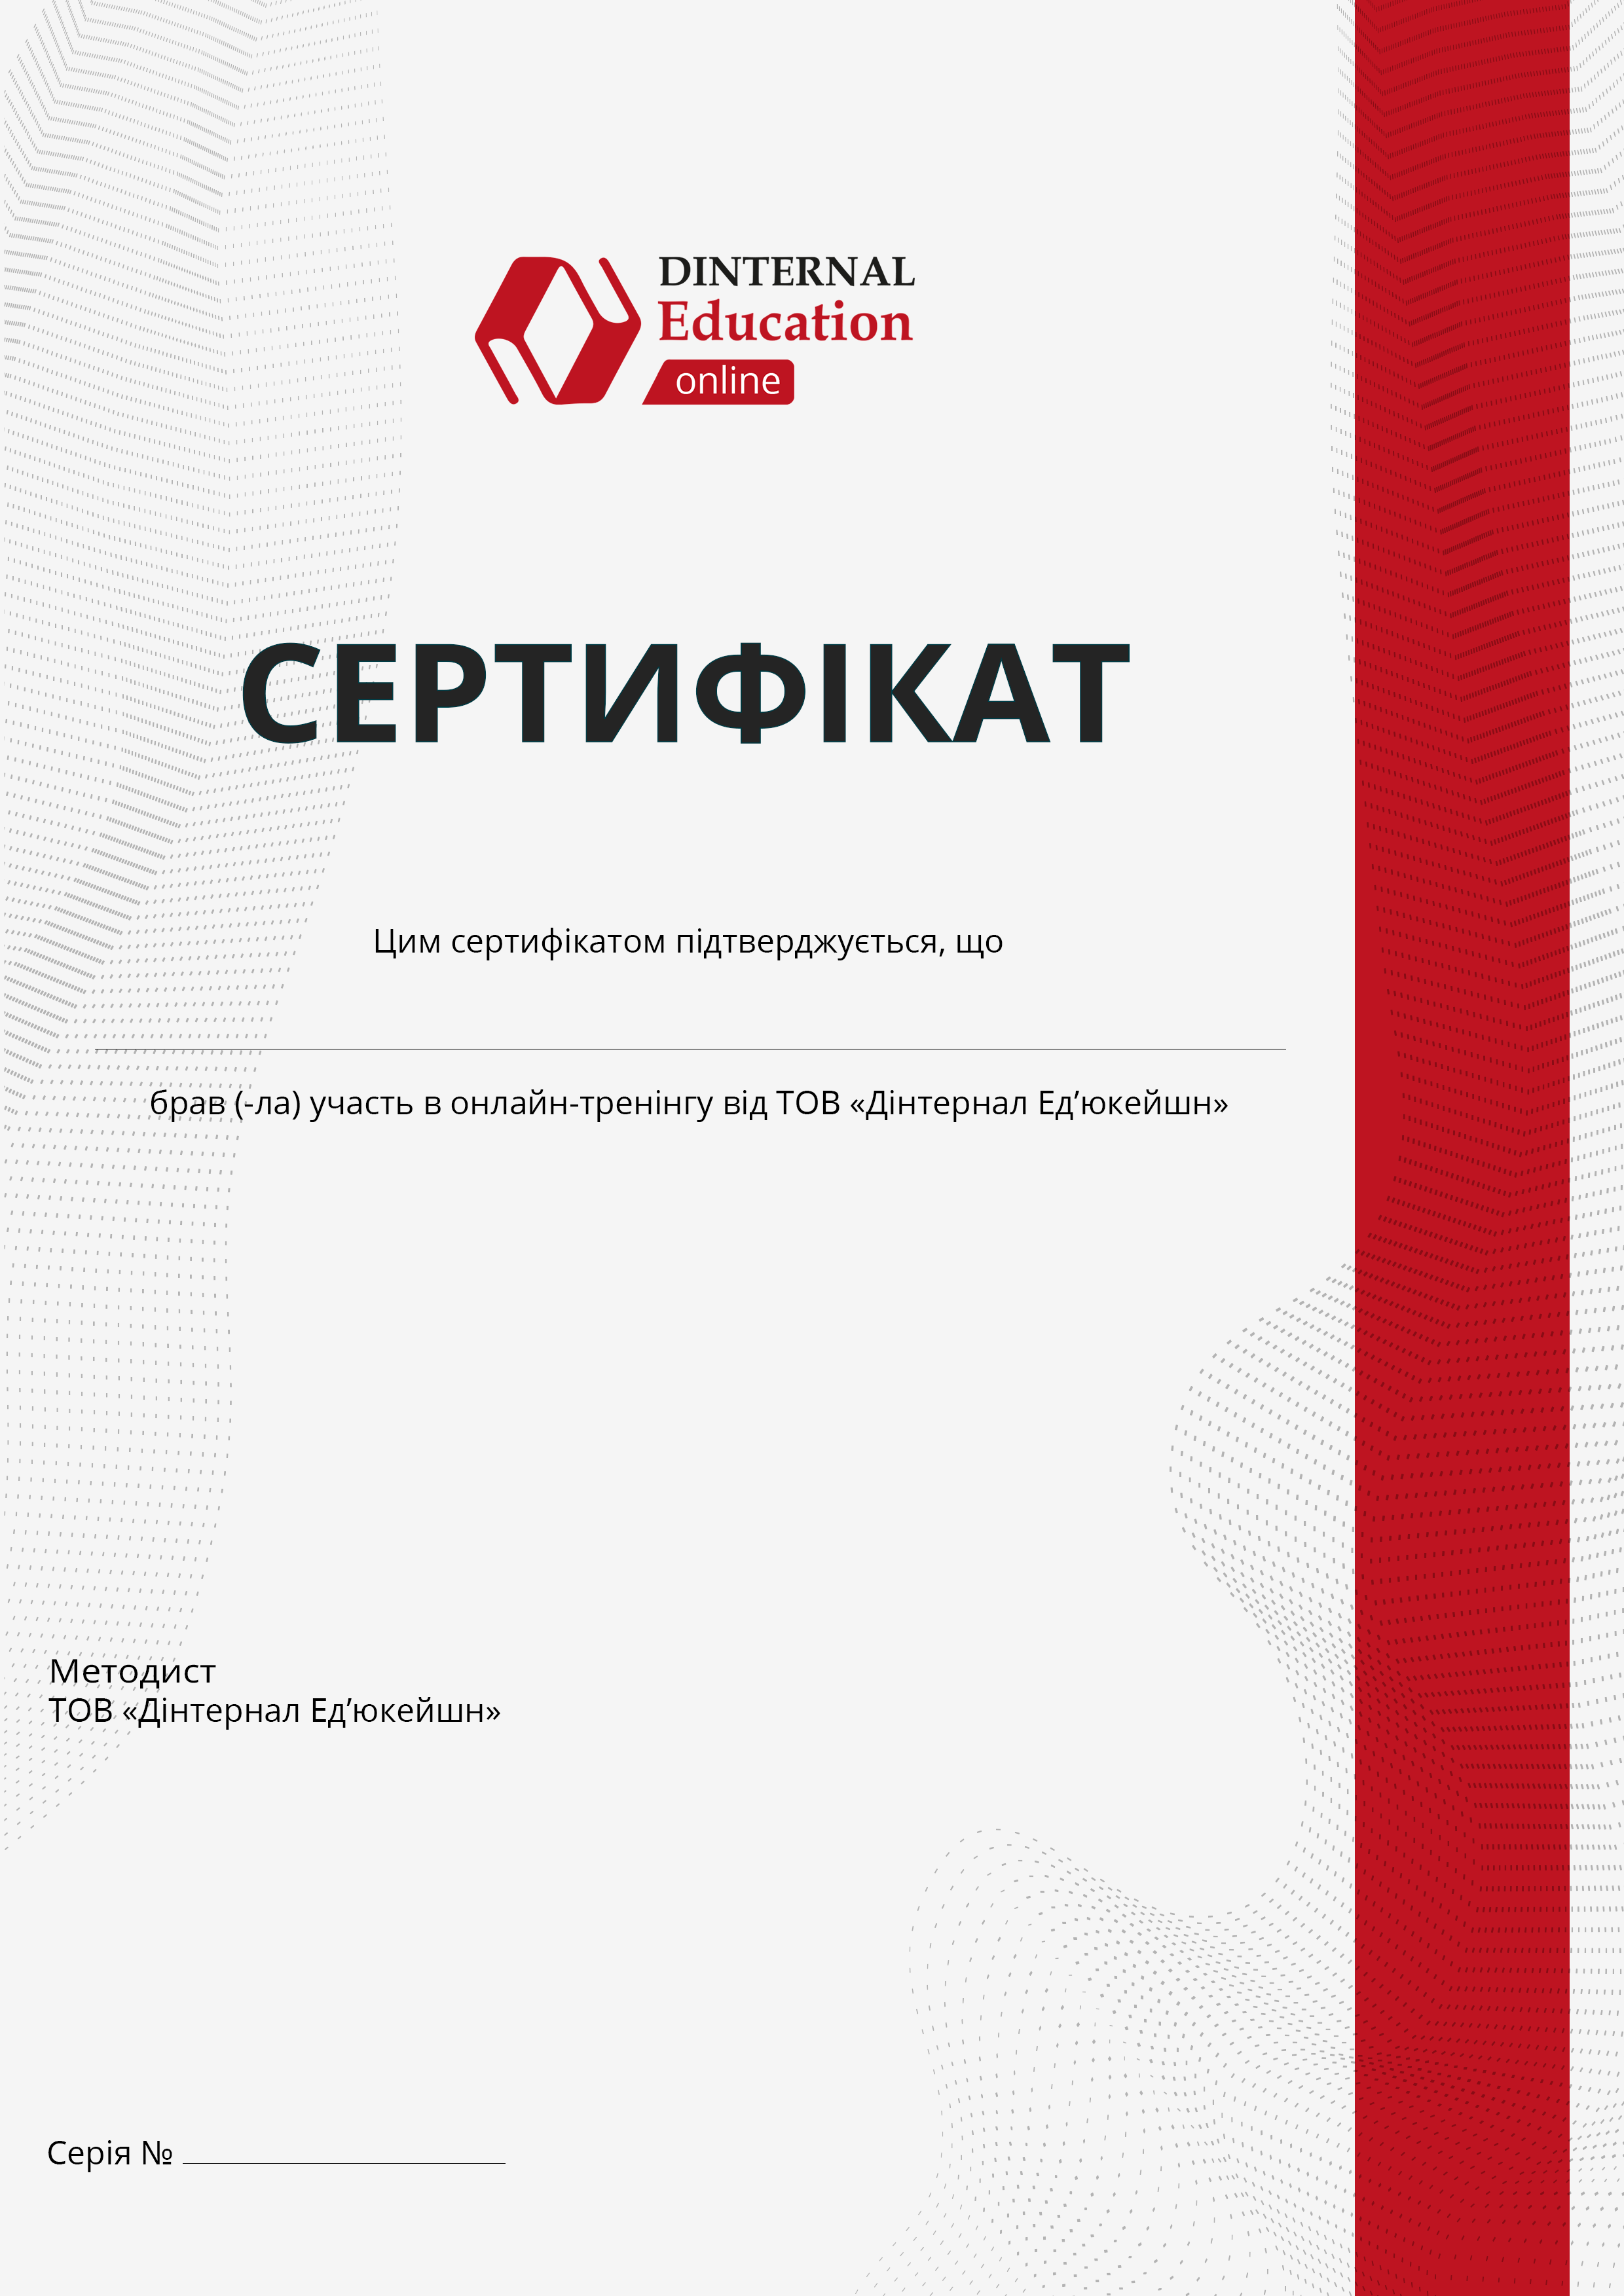 DINTERNAL
Education
online
СЕРТИФІКАТ
Цим сертифікатом підтверджується, що
брав (-ла) участь в онлайн-тренінгу від ТОВ «Дінтернал Ед’юкейшн»
Методист
ТОВ «Дінтернал Ед’юкейшн»
Серія №